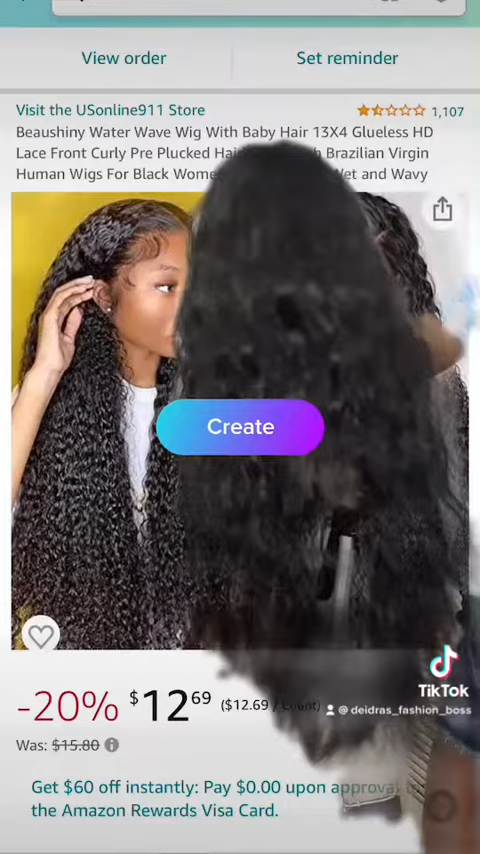 View order
Set reminder
Visit the USonline911 Store
1,107
Beaushiny Water Wave Wig With Baby Hair 13X4 Glueless HD
Lace Front Curly Pre Plucked Brazilian Virgin
Human Wigs For Black Wet and Wavy
Create
-20% $12 69 ($12.69 /
TikTok
@deidras_fashion_boss
Was: $15.80
Get $60 off instantly: Pay $0.00 upon approval
the Amazon Rewards Visa Card.